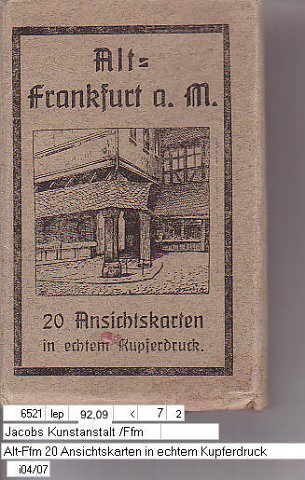 Alt=
Frankfurt a. M.
20 Ansichtskarten
in echtem Kupferdruck.
6521 lep 92,09 < 7 2
Jacobs Kunstanstalt /Ffm
Alt-Ffm 20 Ansichtskarten in echtem Kupferdruck
i04/07